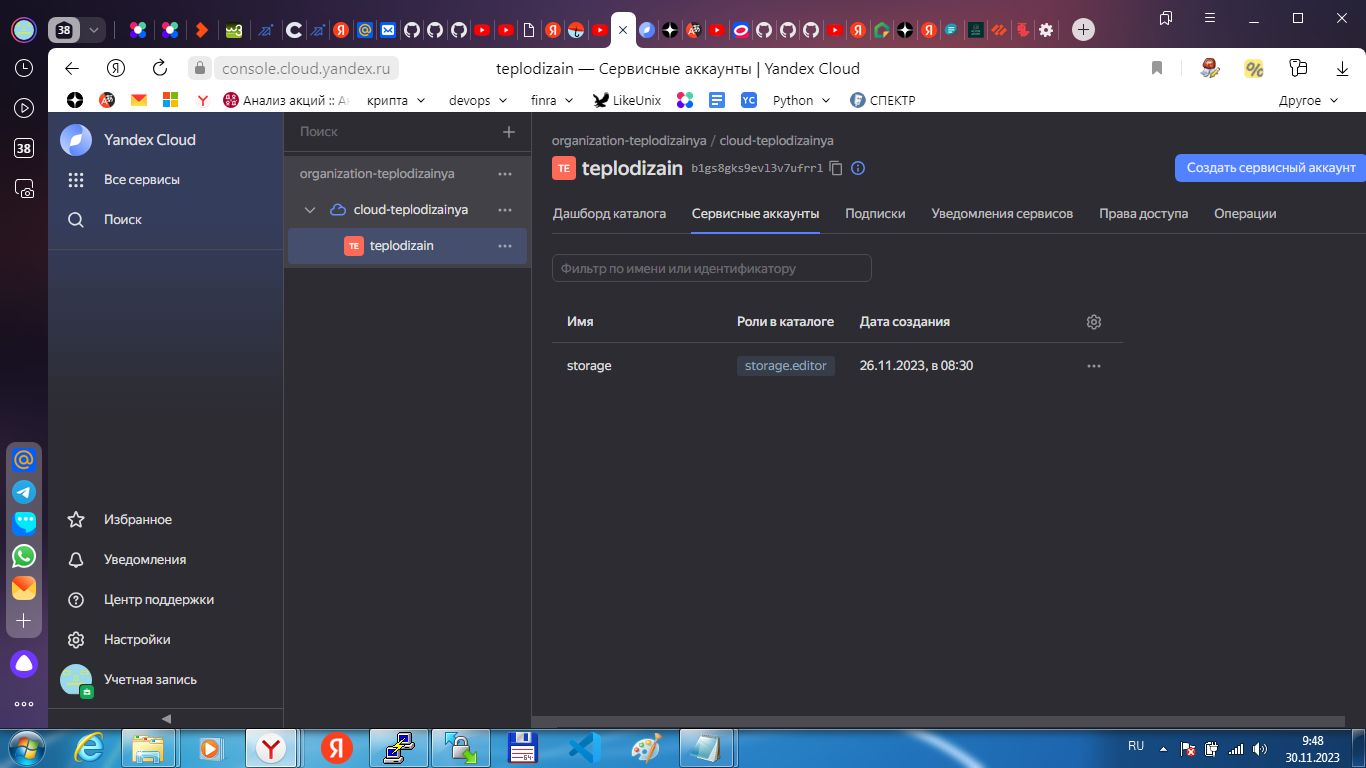 38
console.cloud.yandex.ru
teplodizain — Сервисные аккаунты | Yandex Cloud
Анализ акций :: Ан
крипта
devops
finra
LikeUnix
YC
Python
СПЕКТР
Другое
38
Yandex Cloud
Все сервисы
Поиск
Избранное
Уведомления
Центр поддержки
Настройки
Учетная запись
Поиск
organization-teplodizainya
cloud-teplodizainya
TE teplodizain
organization-teplodizainya / cloud-teplodizainya
TE teplodizain b1gs8gks9evl3v7ufrrl
Создать сервисный аккаунт
Дашборд каталога Сервисные аккаунты Подписки Уведомления сервисов Права доступа Операции
Фильтр по имени или идентификатору
Имя Роли в каталоге Дата создания
storage storage.editor 26.11.2023, в 08:30
RU
9:48
30.11.2023